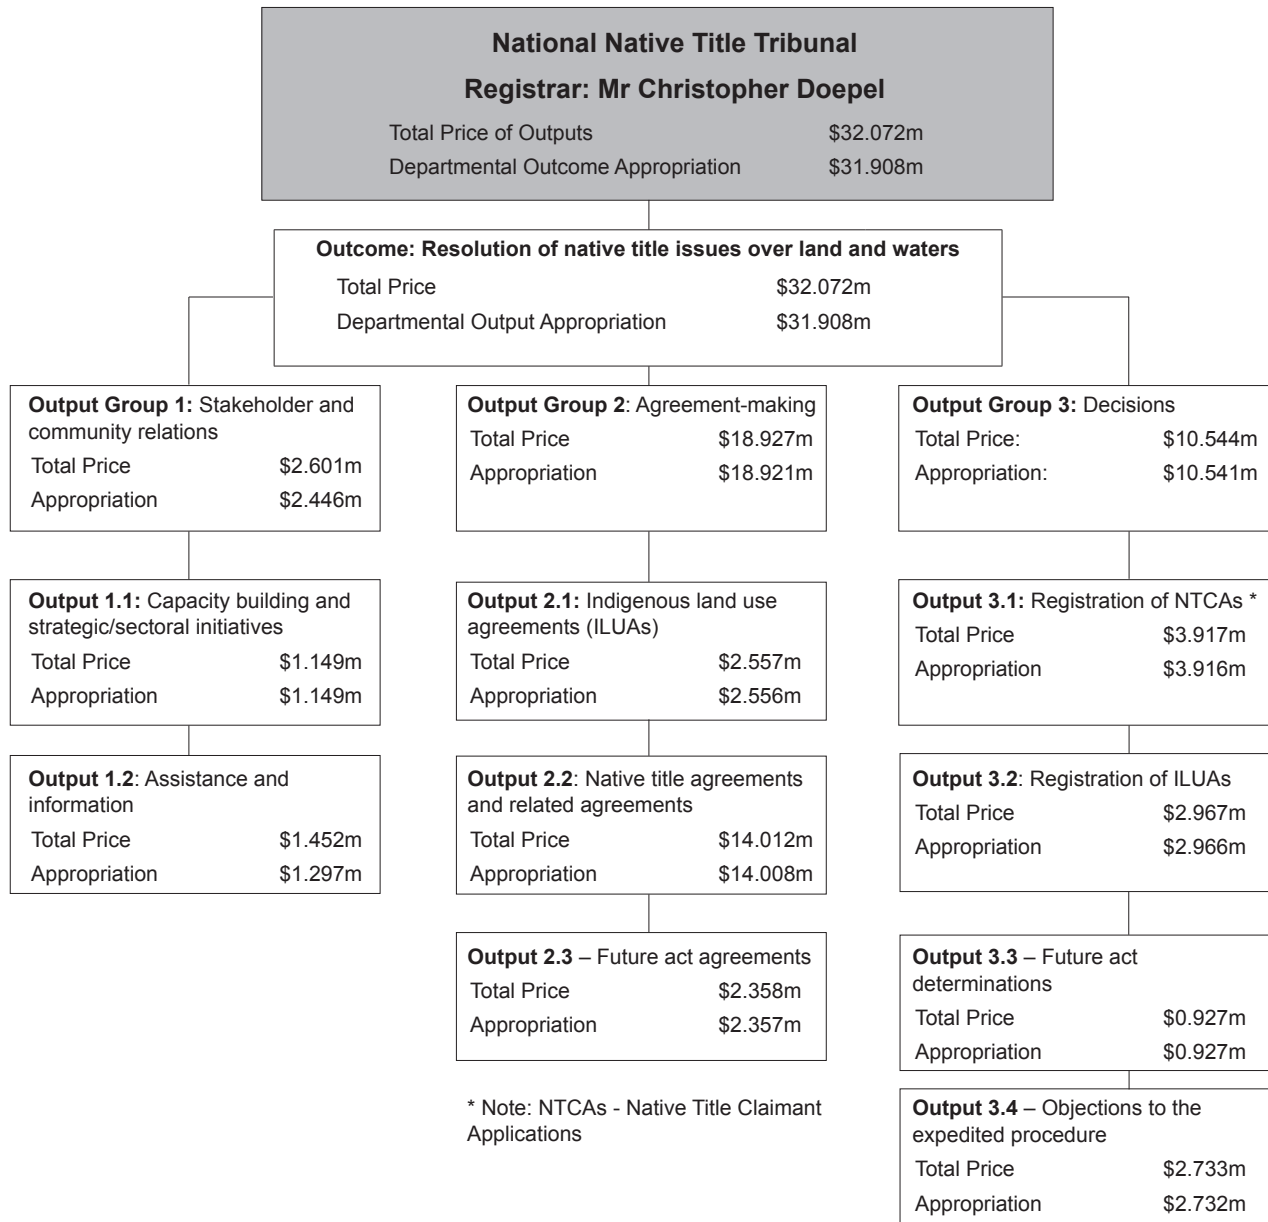 National Native Title Tribunal
Registrar: Mr Christopher Doepel
Total Price of Outputs $32.072m
Departmental Outcome Appropriation $31.908m
Outcome: Resolution of native title issues over land and waters
Total Price $32.072m
Departmental Output Appropriation $31.908m
Output Group 1: Stakeholder and
community relations
Total Price $2.601m
Appropriation $2.446m
Output 1.1: Capacity building and
strategic/sectoral initiatives
Total Price $1.149m
Appropriation $1.149m
Output 1.2: Assistance and
information
Total Price $1.452m
Appropriation $1.297m
Output Group 2: Agreement-making
Total Price $18.927m
Appropriation $18.921m
Output 2.1: Indigenous land use
agreements (ILUAs)
Total Price $2.557m
Appropriation $2.556m
Output 2.2: Native title agreements
and related agreements
Total Price $14.012m
Appropriation $14.008m
Output 2.3 – Future act agreements
Total Price $2.358m
Appropriation $2.357m
* Note: NTCAs - Native Title Claimant
Applications
Output Group 3: Decisions
Total Price: $10.544m
Appropriation: $10.541m
Output 3.1: Registration of NTCAs *
Total Price $3.917m
Appropriation $3.916m
Output 3.2: Registration of ILUAs
Total Price $2.967m
Appropriation $2.966m
Output 3.3 – Future act
determinations
Total Price $0.927m
Appropriation $0.927m
Output 3.4 – Objections to the
expedited procedure
Total Price $2.733m
Appropriation $2.732m